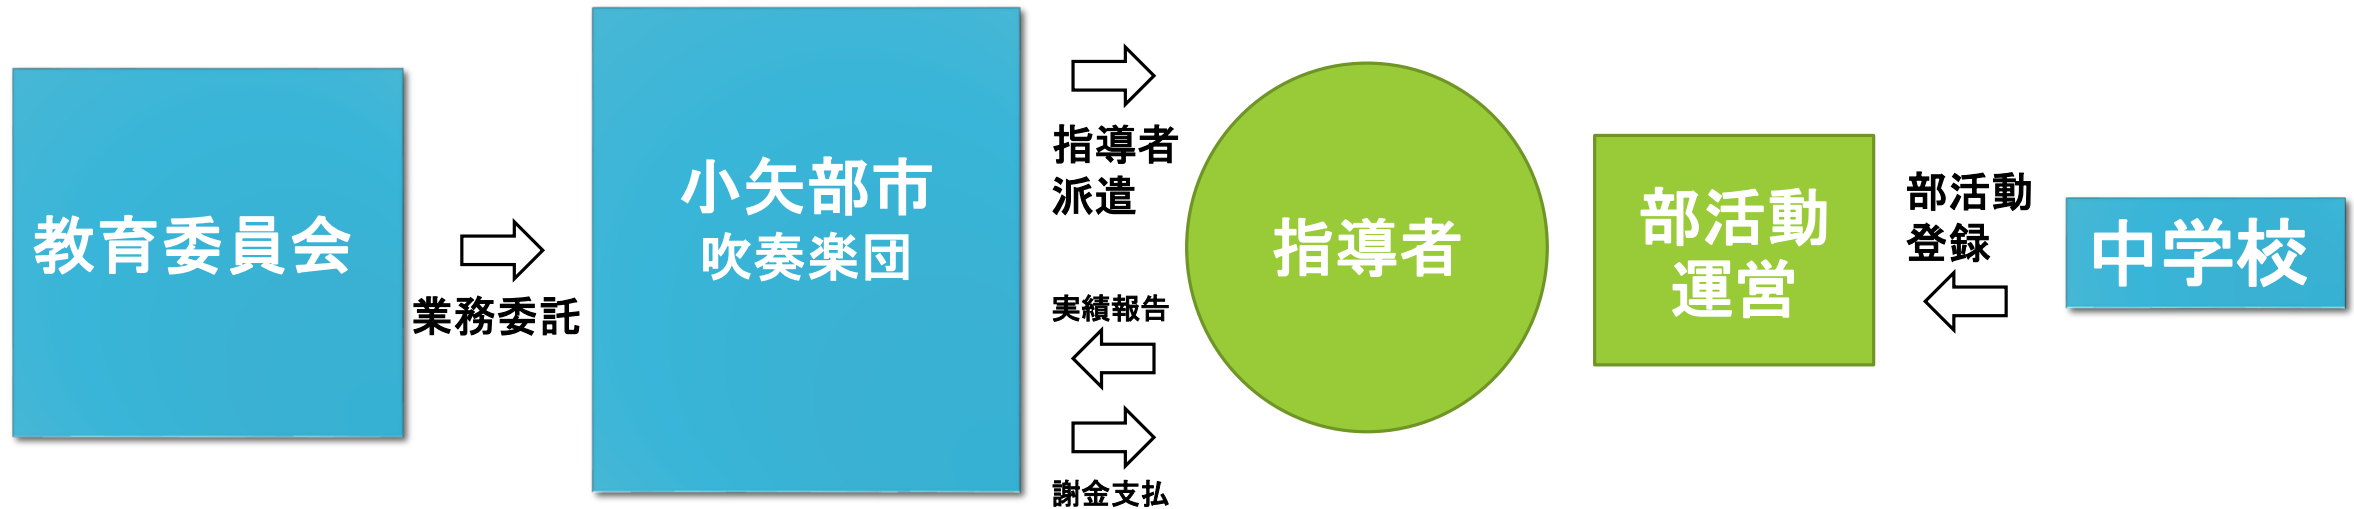 教育委員会
業務委託
小矢部市
吹奏楽団
指導者
派遣
実績報告
謝金支払
指導者
部活動
運営
部活動
登録
中学校